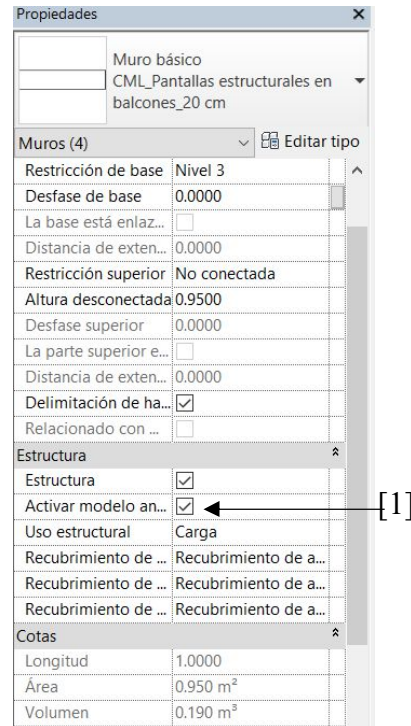 Propiedades
Muro básico
CML_Pantallas estructurales en
balcones_20 cm
Muros (4) Editar tipo
Restricción de base Nivel 3
Desfase de base 0.0000
La base está enlaz...
Distancia de exten... 0.0000
Restricción superior No conectada
Altura desconectada 0.9500
Desfase superior 0.0000
La parte superior e...
Distancia de exten... 0.0000
Delimitación de ha...
Relacionado con ...
Estructura
Estructura
Activar modelo an... [1]
Uso estructural Carga
Recubrimiento de ... Recubrimiento de a...
Recubrimiento de ... Recubrimiento de a...
Recubrimiento de ... Recubrimiento de a...
Cotas
Longitud 1.0000
Área 0.950 m²
Volumen 0.190 m³